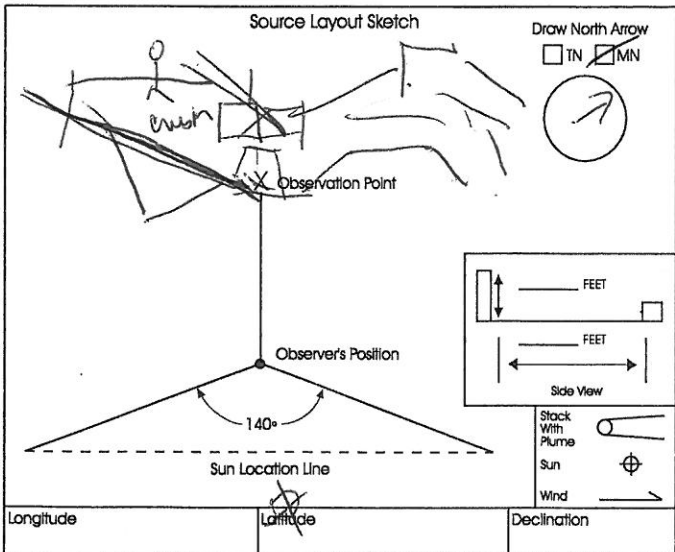 Source Layout Sketch
Draw North Arrow
TN MN
Crush
Observation Point
FEET
FEET
Side View
Observer's Position
140°
Sun Location Line
Stack
With
Plume
Sun
Wind
Longitude Latitude Declination